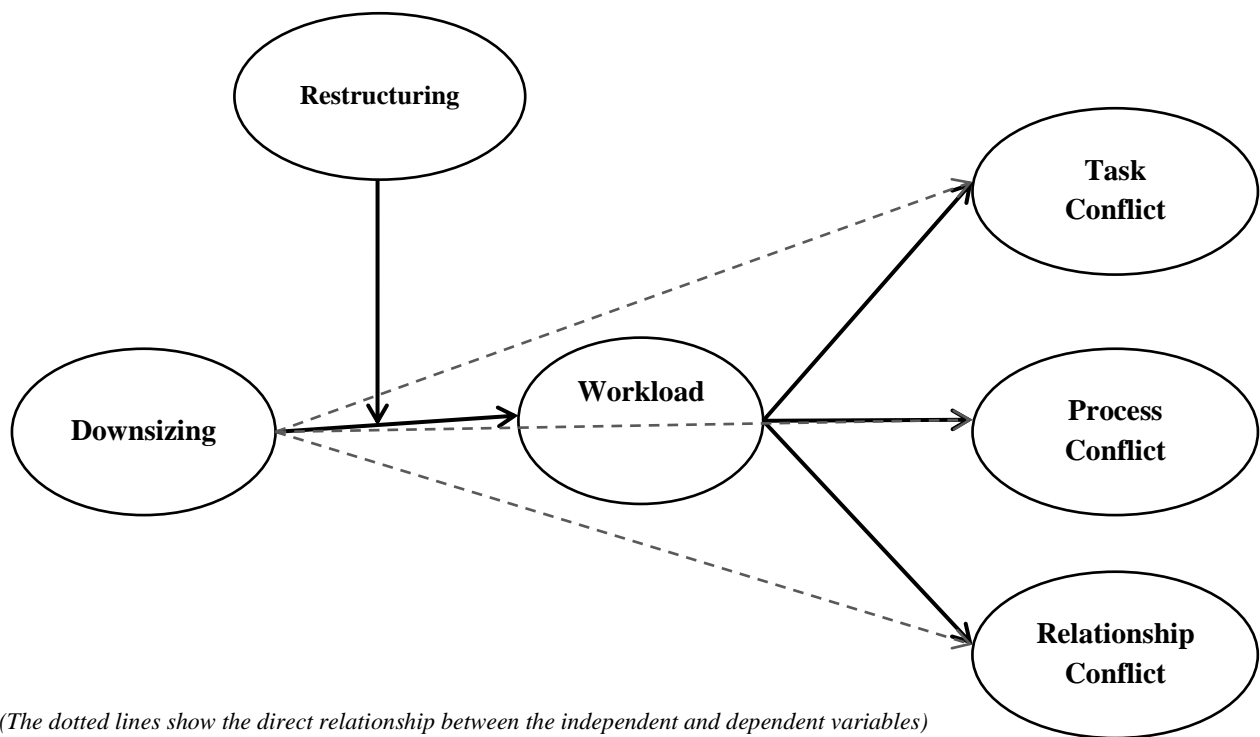 Restructuring
Task
Conflict
Workload
Downsizing
Process
Conflict
Relationship
Conflict
(The dotted lines show the direct relationship between the independent and dependent variables)